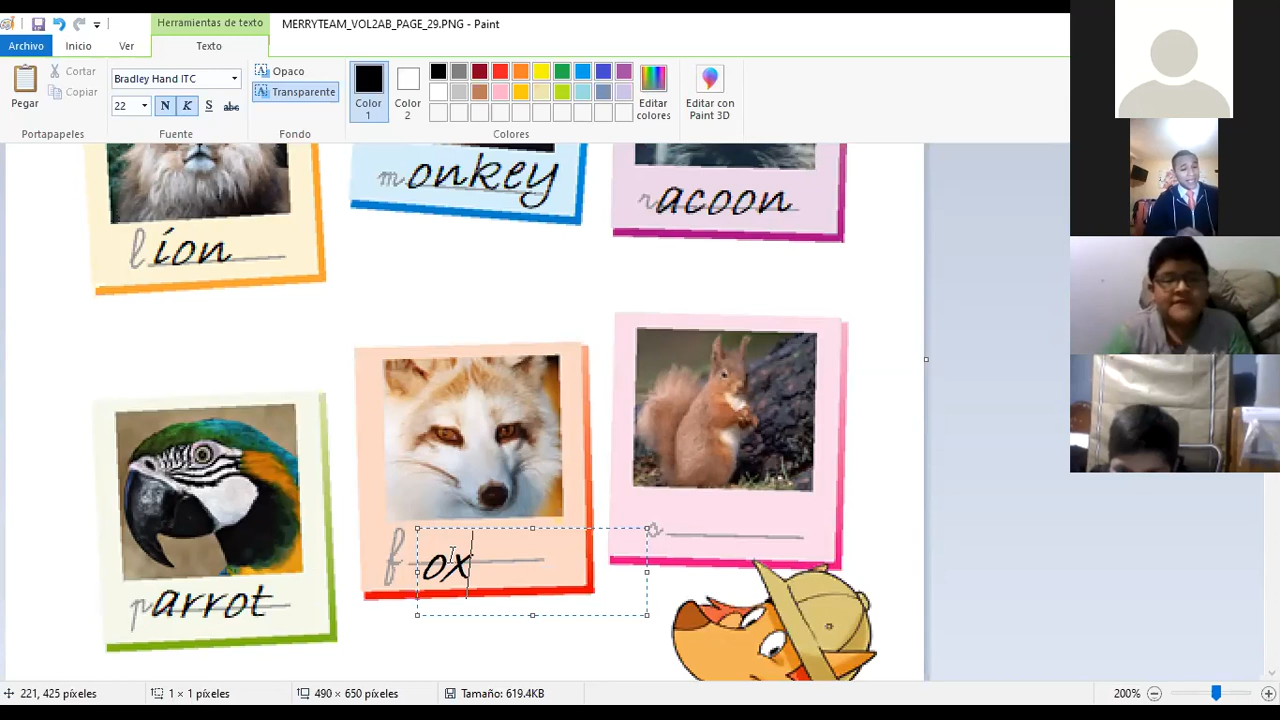 Herramientas de texto
MERRYTEAM_VOL2AB_PAGE_29.PNG - Paint
Archivo Inicio Ver Texto
Pegar
Cortar
Copiar
Portapapeles
Bradley Hand ITC
22 N K S abc
Fuente
Opaco
Transparente
Fondo
Color 1
Color 2
Colores
Editar colores
Editar con Paint 3D
lion
monkey
racoon
parrot
fox
221, 425 píxeles
1 × 1 píxeles
490 × 650 píxeles
Tamaño: 619.4KB
200%